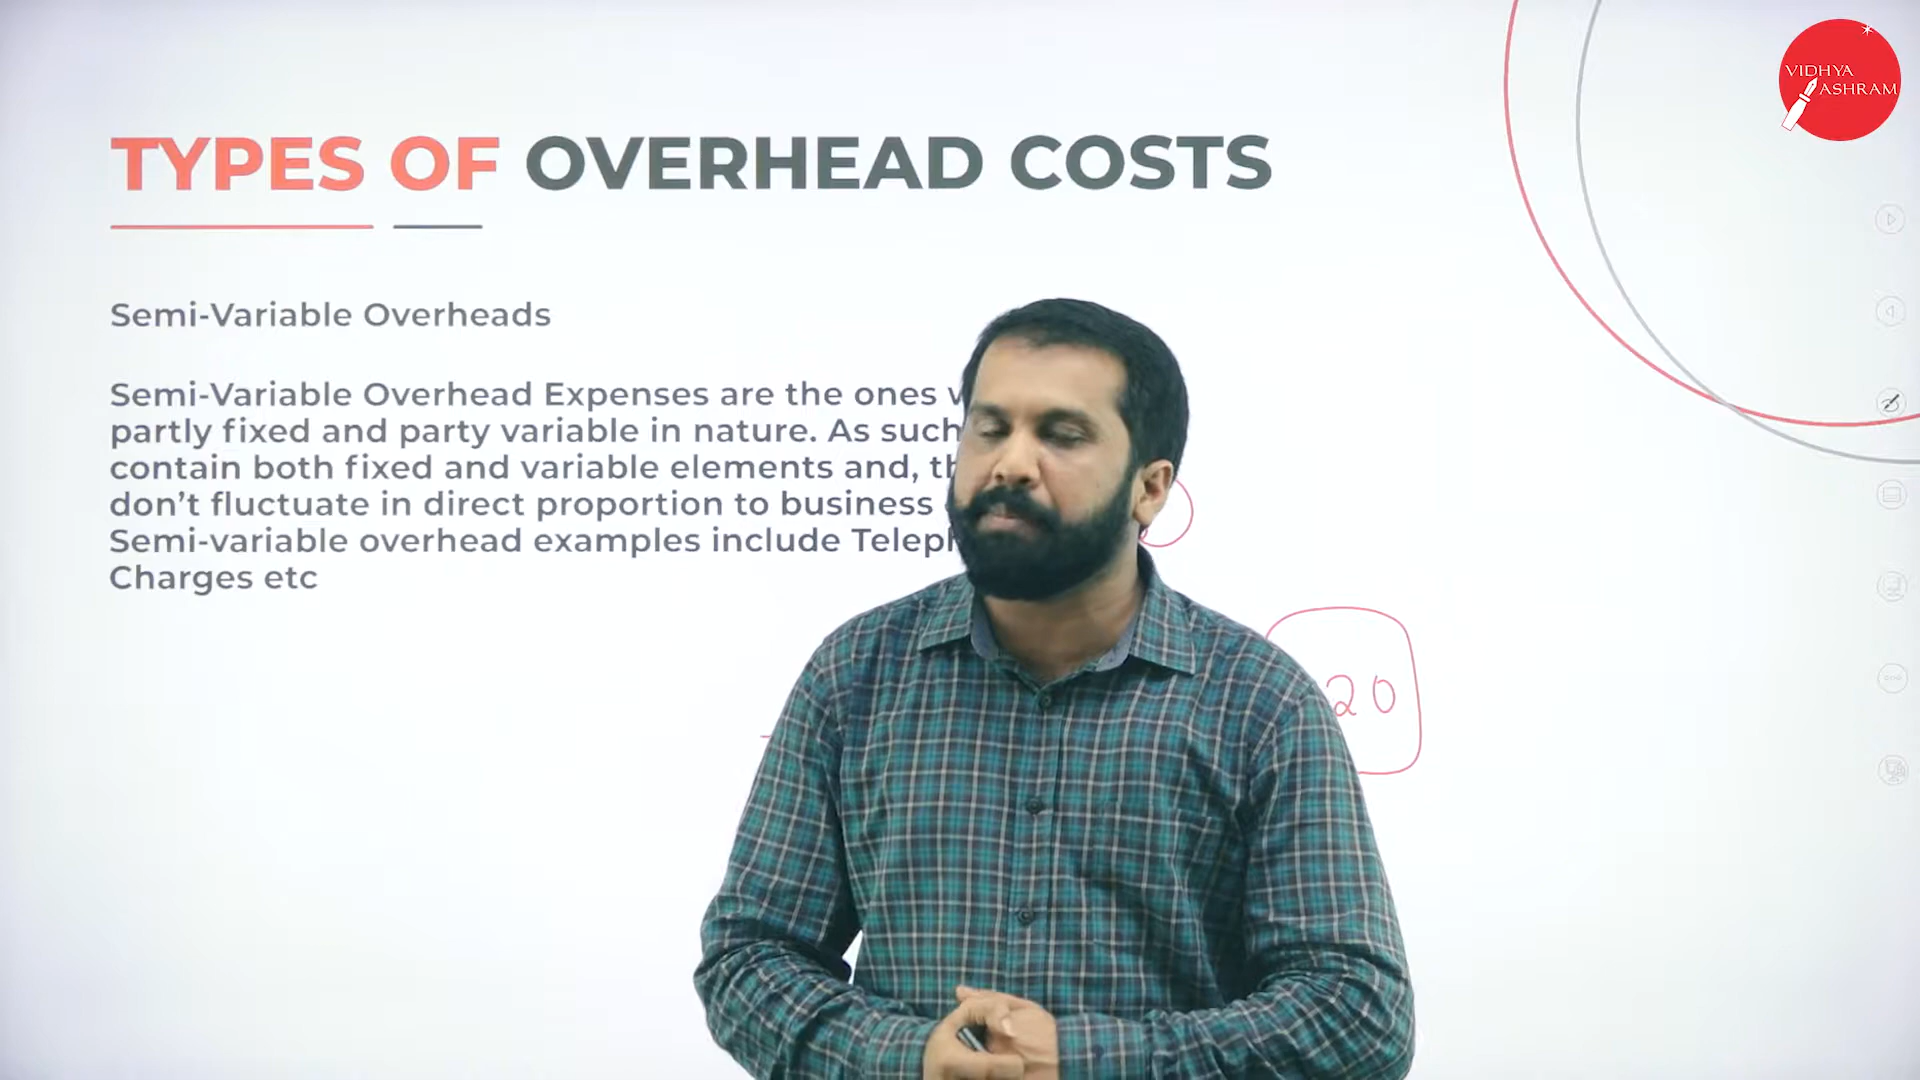 VIDHYA
ASHRAM
TYPES OF OVERHEAD COSTS
Semi-Variable Overheads
Semi-Variable Overhead Expenses are the ones
partly fixed and party variable in nature. As such
contain both fixed and variable elements and,
don’t fluctuate in direct proportion to business
Semi-variable overhead examples include
Charges etc
20